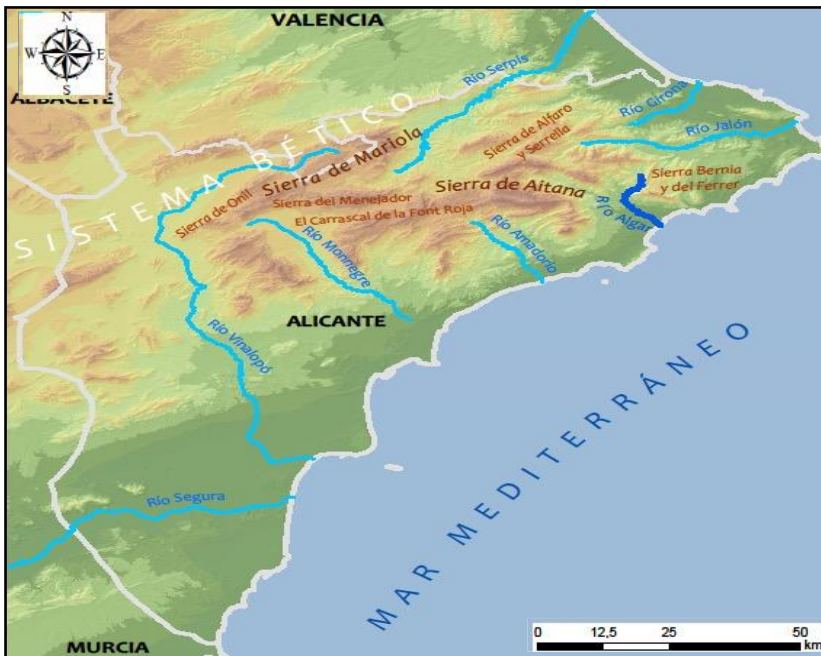 VALENCIA
N
W
E
S
ALBACETE
Río Serpis
Río Girona
Río Jalón
SISTEMA BÉTICO
Sierra de Mariola
Sierra de Alfaro
y Serrella
Sierra Bernia
y del Ferrer
Sierra de Aitana
Sierra de Onil
Sierra del Menejador
El Carrascal de la Font Roja
Río Algar
Río Monnegre
Río Amadorio
ALICANTE
Río Vinalopó
MAR MEDITERRÁNEO
Río Segura
MURCIA
0 12,5 25 50
km